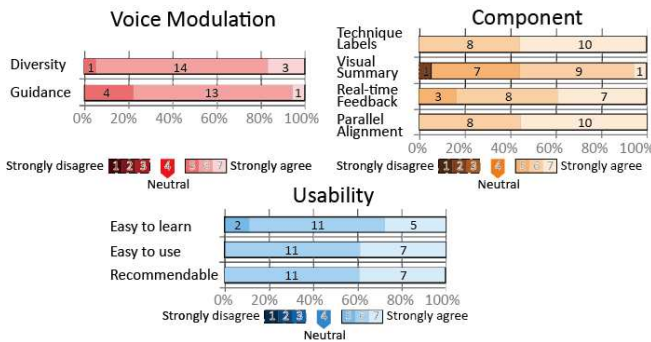 Voice Modulation
Diversity 1 14 3
Guidance 4 13 1
0% 20% 40% 60% 80% 100%
Strongly disagree 1 2 3 4 5 6 7 Strongly agree
Neutral
Component
Technique Labels 8 10
Visual Summary 1 7 9 1
Real-time Feedback 3 8 7
Parallel Alignment 8 10
0% 20% 40% 60% 80% 100%
Strongly disagree 1 2 3 4 5 6 7 Strongly agree
Neutral
Usability
Easy to learn 2 11 5
Easy to use 11 7
Recommendable 11 7
0% 20% 40% 60% 80% 100%
Strongly disagree 1 2 3 4 5 6 7 Strongly agree
Neutral